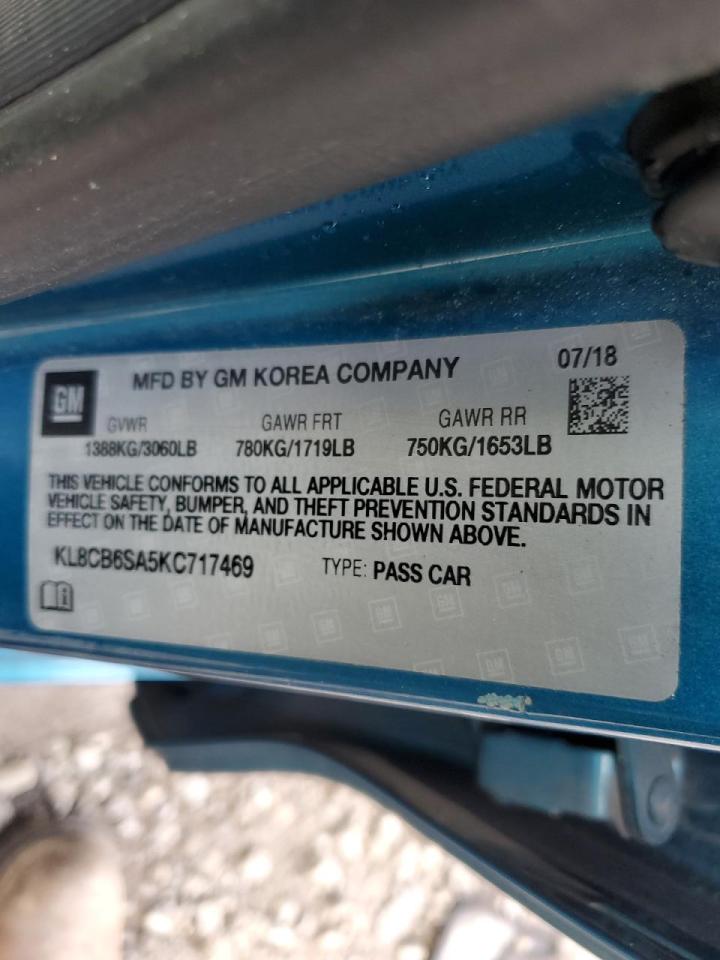 GM
MFD BY GM KOREA COMPANY
07/18
GVWR GAWR FRT GAWR RR
1388KG/3060LB 780KG/1719LB 750KG/1653LB
THIS VEHICLE CONFORMS TO ALL APPLICABLE U.S. FEDERAL MOTOR
VEHICLE SAFETY, BUMPER, AND THEFT PREVENTION STANDARDS IN
EFFECT ON THE DATE OF MANUFACTURE SHOWN ABOVE.
KL8CB6SA5KC717469 TYPE: PASS CAR